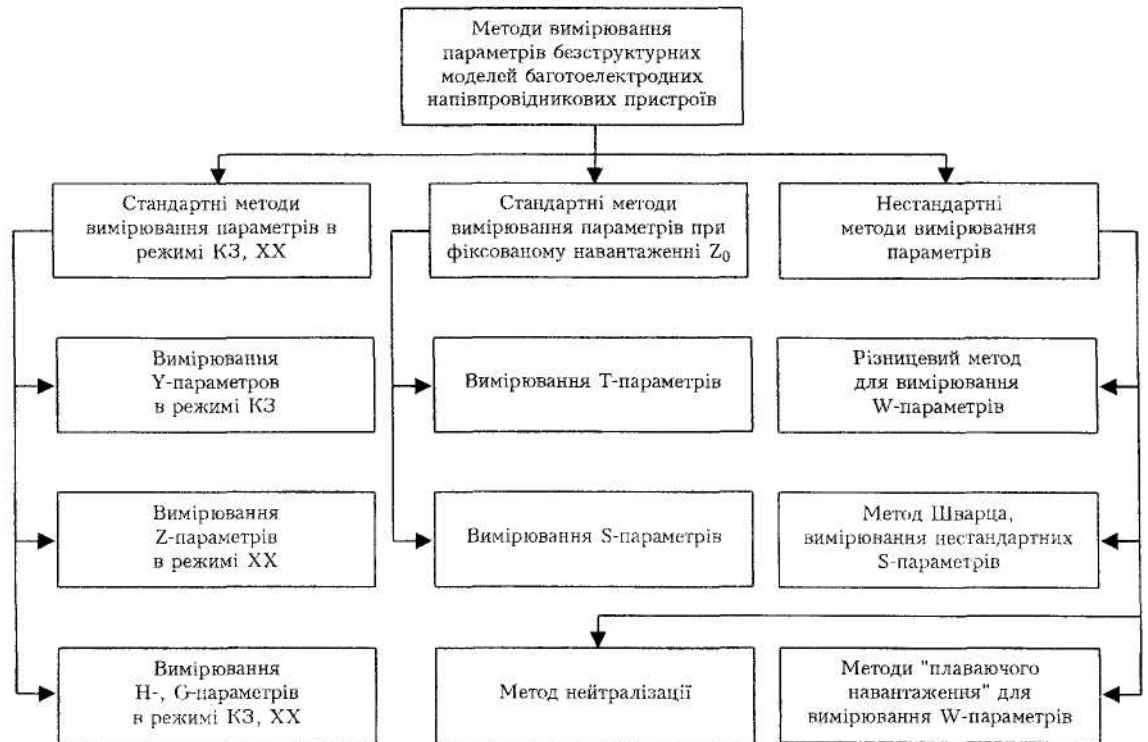 Методи вимірювання
параметрів безструктурних
моделей баготоелектродних
напівпровідникових пристроїв
Стандартні методи
вимірювання параметрів в
режимі КЗ, ХХ
Стандартні методи
вимірювання параметрів при
фіксованому навантаженні Z₀
Нестандартні
методи вимірювання
параметрів
Вимірювання
Y-параметров
в режимі КЗ
Вимірювання Т-параметрів
Різницевий метод
для вимірювання
W-параметрів
Вимірювання
Z-параметрів
в режимі ХХ
Вимірювання S-параметрів
Метод Шварца,
вимірювання нестандартних
S-параметрів
Вимірювання
H-, G-параметрів
в режимі КЗ, ХХ
Метод нейтралізації
Методи "плаваючого
навантаження" для
вимірювання W-параметрів